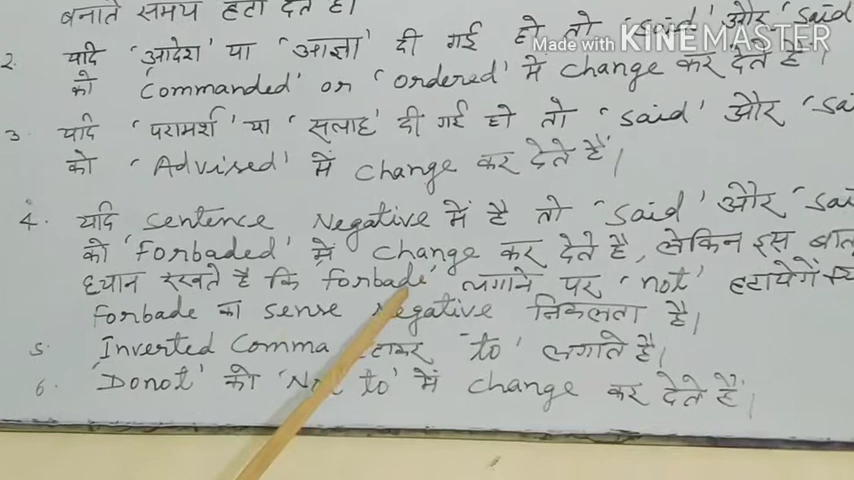 बनाते समय हटा देते हैं।
2. यदि 'आदेश' या 'आज्ञा' दी गई हो तो 'said' और 'said
Made with KINEMASTER
को 'Commanded' or 'ordered' में change कर देते हैं।
3. यदि 'परामर्श' या 'सलाह' दी गई हो तो 'said' और 'sa
को 'Advised' में change कर देते हैं।
4. यदि sentence Negative में है तो 'said' और 'sai
को 'Forbaded' में change कर देते है, लेकिन इस बात
ध्यान रखते है कि 'forbade' लगाने पर 'not' हटायेगें
Forbade का sense Negative निकलता है।
5. Inverted Comma हटाकर 'to' लगाते है।
6. 'Donot' को 'Not to' में change कर देते हैं।